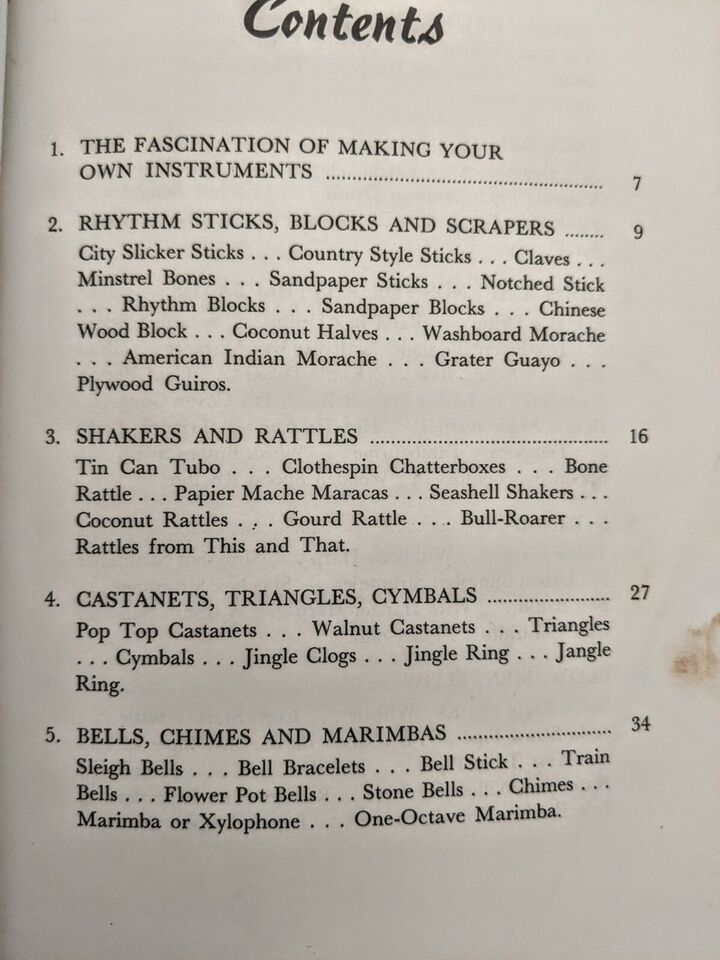 Contents
1. THE FASCINATION OF MAKING YOUR
OWN INSTRUMENTS ........................................................ 7
2. RHYTHM STICKS, BLOCKS AND SCRAPERS ........ 9
City Slicker Sticks . . . Country Style Sticks . . . Claves . . .
Minstrel Bones . . . Sandpaper Sticks . . . Notched Stick
. . . Rhythm Blocks . . . Sandpaper Blocks . . . Chinese
Wood Block . . . Coconut Halves . . . Washboard Morache
. . . American Indian Morache . . . Grater Guayo . . .
Plywood Guiros.
3. SHAKERS AND RATTLES .............................................. 16
Tin Can Tubo . . . Clothespin Chatterboxes . . . Bone
Rattle . . . Papier Mache Maracas . . . Seashell Shakers . . .
Coconut Rattles . . . Gourd Rattle . . . Bull-Roarer . . .
Rattles from This and That.
4. CASTANETS, TRIANGLES, CYMBALS ........................ 27
Pop Top Castanets . . . Walnut Castanets . . . Triangles
. . . Cymbals . . . Jingle Clogs . . . Jingle Ring . . . Jangle
Ring.
5. BELLS, CHIMES AND MARIMBAS .............................. 34
Sleigh Bells . . . Bell Bracelets . . . Bell Stick . . . Train
Bells . . . Flower Pot Bells . . . Stone Bells . . . Chimes . . .
Marimba or Xylophone . . . One-Octave Marimba.